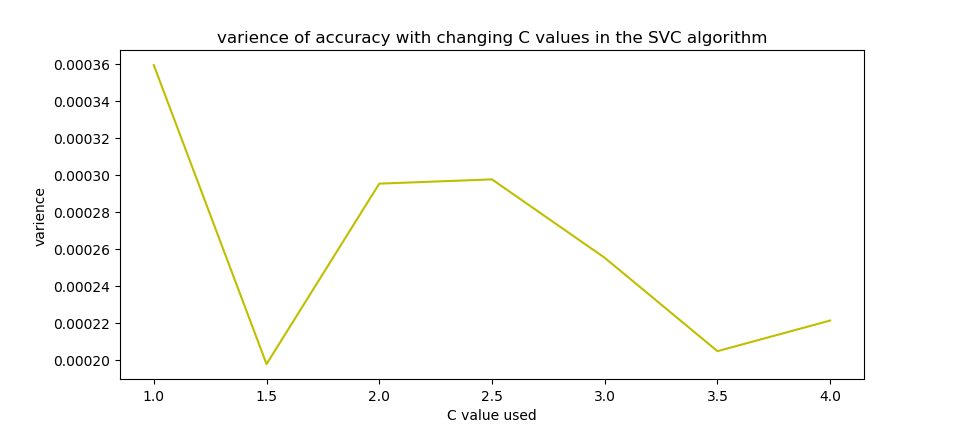 varience of accuracy with changing C values in the SVC algorithm
0.00036
0.00034
0.00032
0.00030
0.00028
0.00026
0.00024
0.00022
0.00020
varience
1.0 1.5 2.0 2.5 3.0 3.5 4.0
C value used